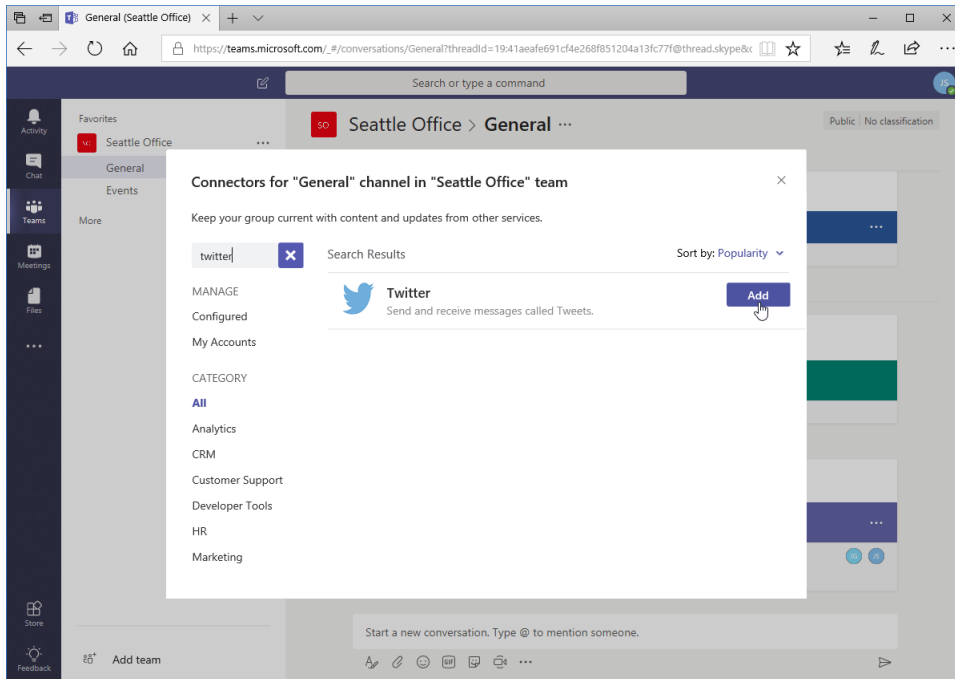 General (Seattle Office)
https://teams.microsoft.com/_#/conversations/General?threadId=19:41aeafe691cf4e268f851204a13fc77f@thread.skype&c
Search or type a command
JS
Activity
Chat
Teams
Meetings
Files
Store
Feedback
Favorites
SO Seattle Office
General
Events
More
Add team
SO Seattle Office > General
Public No classification
Connectors for "General" channel in "Seattle Office" team
Keep your group current with content and updates from other services.
twitter
Search Results
Sort by: Popularity
MANAGE
Configured
My Accounts
CATEGORY
All
Analytics
CRM
Customer Support
Developer Tools
HR
Marketing
Twitter
Send and receive messages called Tweets.
Add
JG JS
Start a new conversation. Type @ to mention someone.
GIF